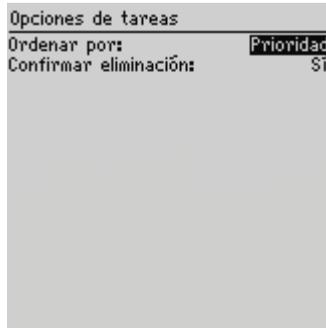 Opciones de tareas
Ordenar por: Prioridad
Confirmar eliminación: Sí